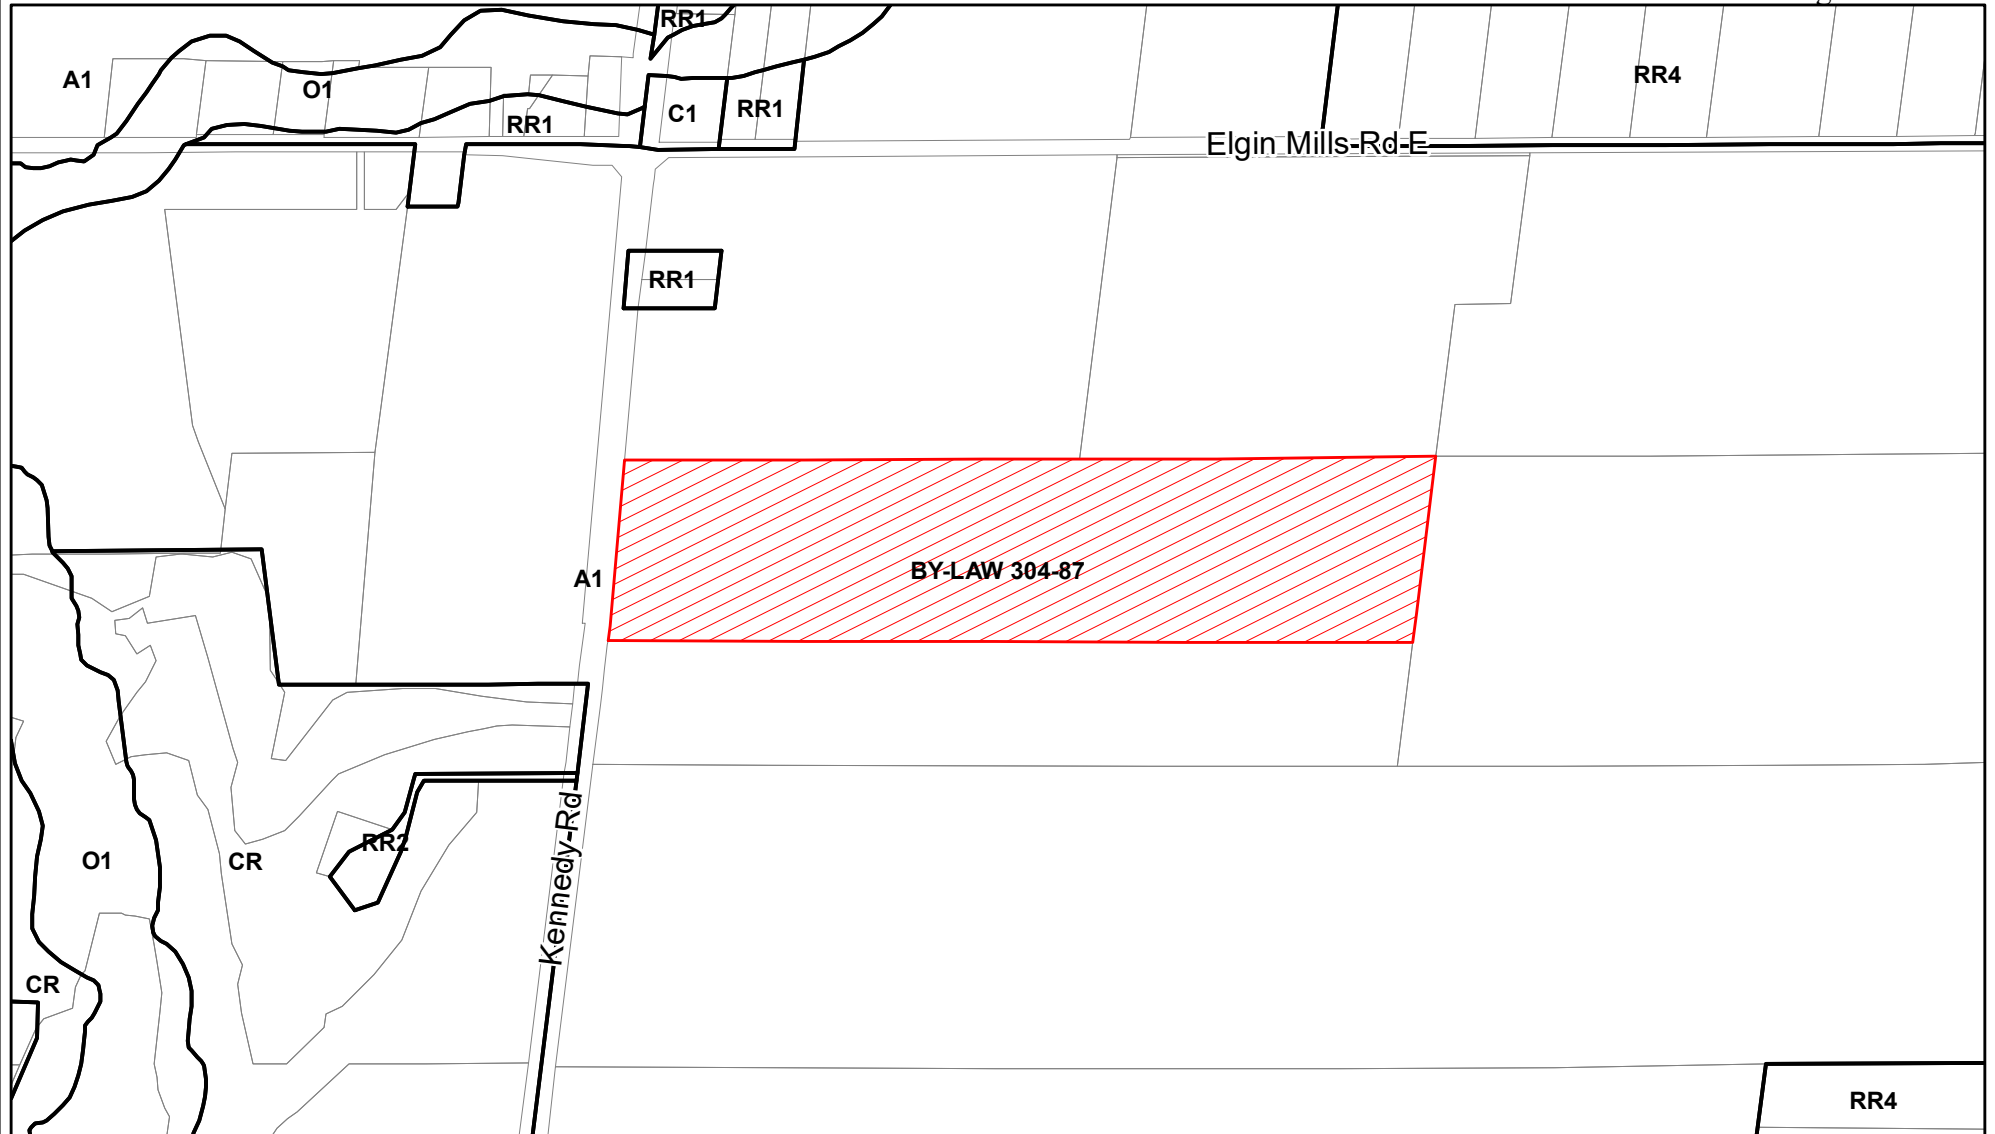 RR1
A1
O1
RR4
C1
RR1
RR1
Elgin Mills Rd E
RR1
BY-LAW 304-87
A1
Kennedy Rd
RR2
O1
CR
CR
RR4